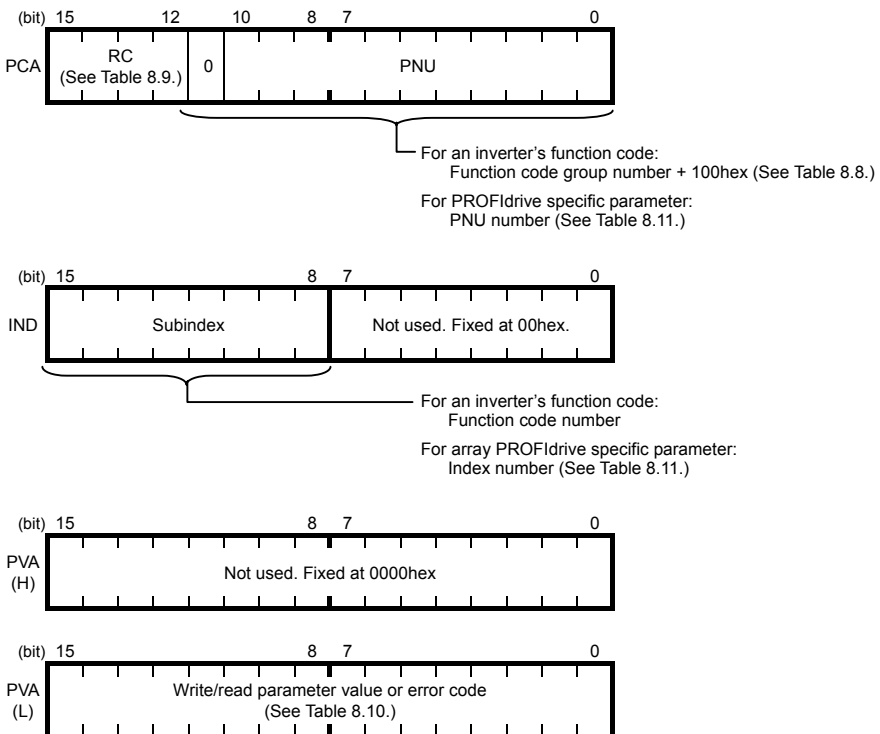 (bit) 15 12 10 8 7 0
PCA
RC
(See Table 8.9.)
0
PNU
For an inverter's function code:
Function code group number + 100hex (See Table 8.8.)
For PROFIdrive specific parameter:
PNU number (See Table 8.11.)
(bit) 15 8 7 0
IND
Subindex
Not used. Fixed at 00hex.
For an inverter's function code:
Function code number
For array PROFIdrive specific parameter:
Index number (See Table 8.11.)
(bit) 15 8 7 0
PVA
(H)
Not used. Fixed at 0000hex
(bit) 15 8 7 0
PVA
(L)
Write/read parameter value or error code
(See Table 8.10.)